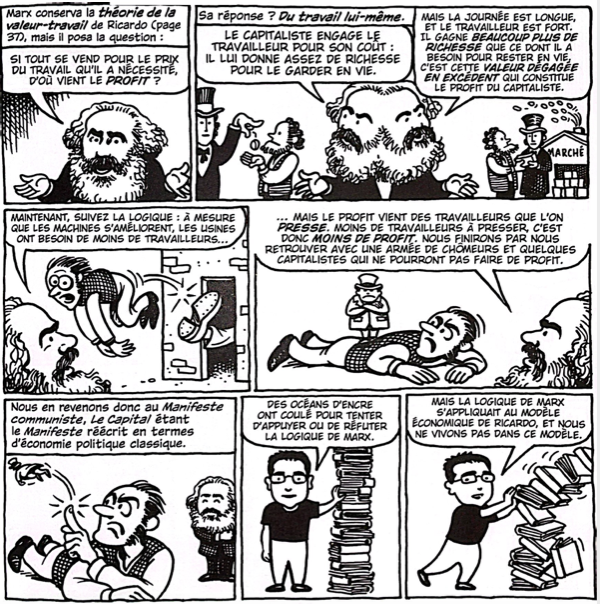 Marx conserva la théorie de la
valeur-travail de Ricardo (page
37), mais il posa la question :
SI TOUT SE VEND POUR LE PRIX
DU TRAVAIL QU'IL A NÉCESSITÉ,
D'OÙ VIENT LE PROFIT ?
Sa réponse ? Du travail lui-même.
LE CAPITALISTE ENGAGE LE
TRAVAILLEUR POUR SON COÛT :
IL LUI DONNE ASSEZ DE RICHESSE
POUR LE GARDER EN VIE.
MAIS LA JOURNÉE EST LONGUE,
ET LE TRAVAILLEUR EST FORT.
IL GAGNE BEAUCOUP PLUS DE
RICHESSE QUE CE DONT IL A
BESOIN POUR RESTER EN VIE,
C'EST CETTE VALEUR DÉGAGÉE
EN EXCÉDENT QUI CONSTITUE
LE PROFIT DU CAPITALISTE.
MARCHÉ
MAINTENANT, SUIVEZ LA LOGIQUE : À MESURE
QUE LES MACHINES S'AMÉLIORENT, LES USINES
ONT BESOIN DE MOINS DE TRAVAILLEURS...
... MAIS LE PROFIT VIENT DES TRAVAILLEURS QUE L'ON
PRESSE. MOINS DE TRAVAILLEURS À PRESSER, C'EST
DONC MOINS DE PROFIT. NOUS FINIRONS PAR NOUS
RETROUVER AVEC UNE ARMÉE DE CHÔMEURS ET QUELQUES
CAPITALISTES QUI NE POURRONT PAS FAIRE DE PROFIT.
Nous en revenons donc au Manifeste
communiste, Le Capital étant
le Manifeste réécrit en termes
d'économie politique classique.
DES OCÉANS D'ENCRE
ONT COULÉ POUR TENTER
D'APPUYER OU DE RÉFUTER
LA LOGIQUE DE MARX.
MAIS LA LOGIQUE DE MARX
S'APPLIQUAIT AU MODÈLE
ÉCONOMIQUE DE RICARDO, ET NOUS
NE VIVONS PAS DANS CE MODÈLE.